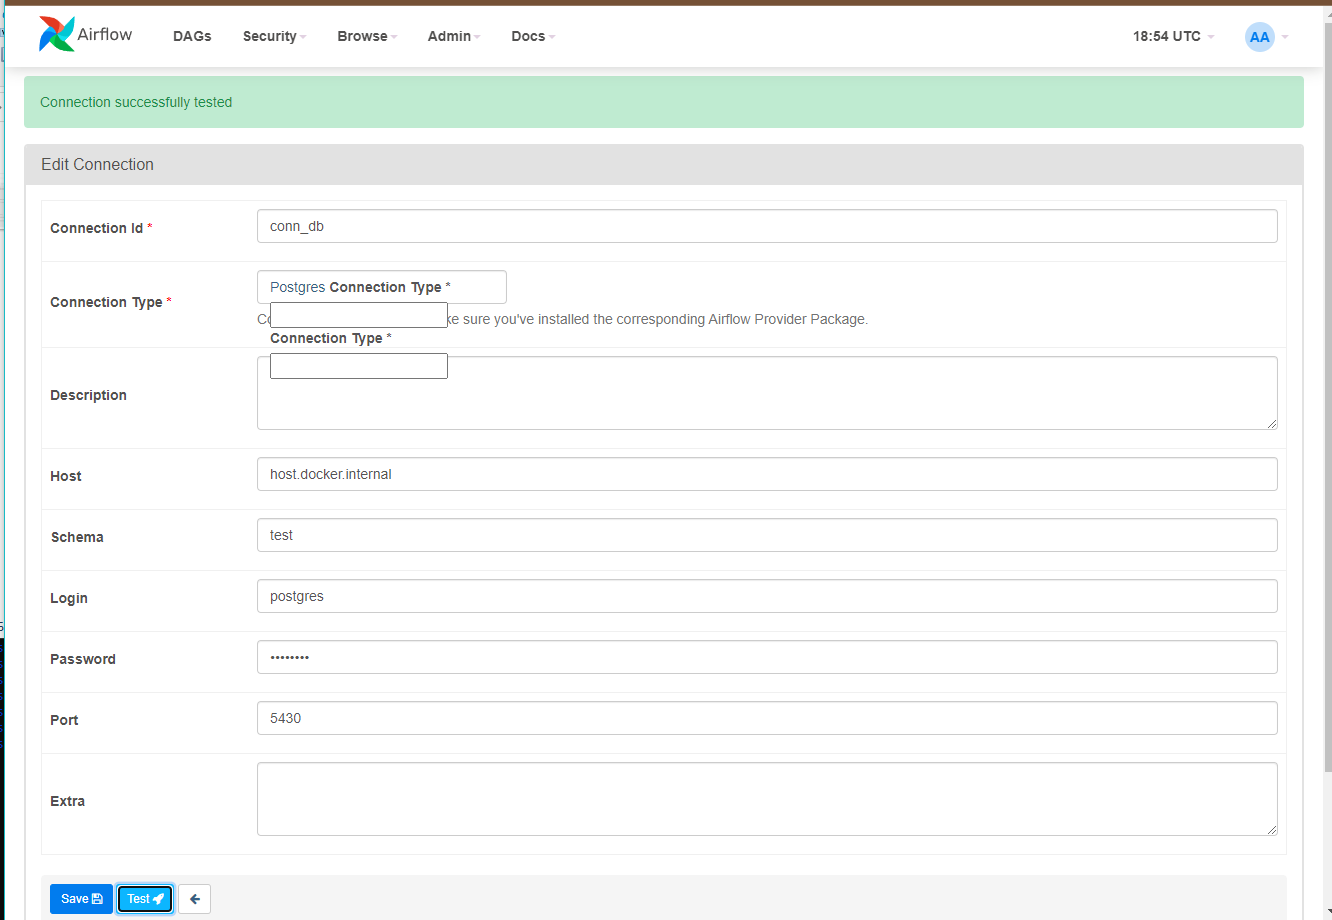 Airflow DAGs Security Browse Admin Docs 18:54 UTC AA
Connection successfully tested
Edit Connection
Connection Id * conn_db
Connection Type * Postgres Connection Type *
ke sure you've installed the corresponding Airflow Provider Package.
Connection Type *
Description
Host host.docker.internal
Schema test
Login postgres
Password ••••••••
Port 5430
Extra
Save Test